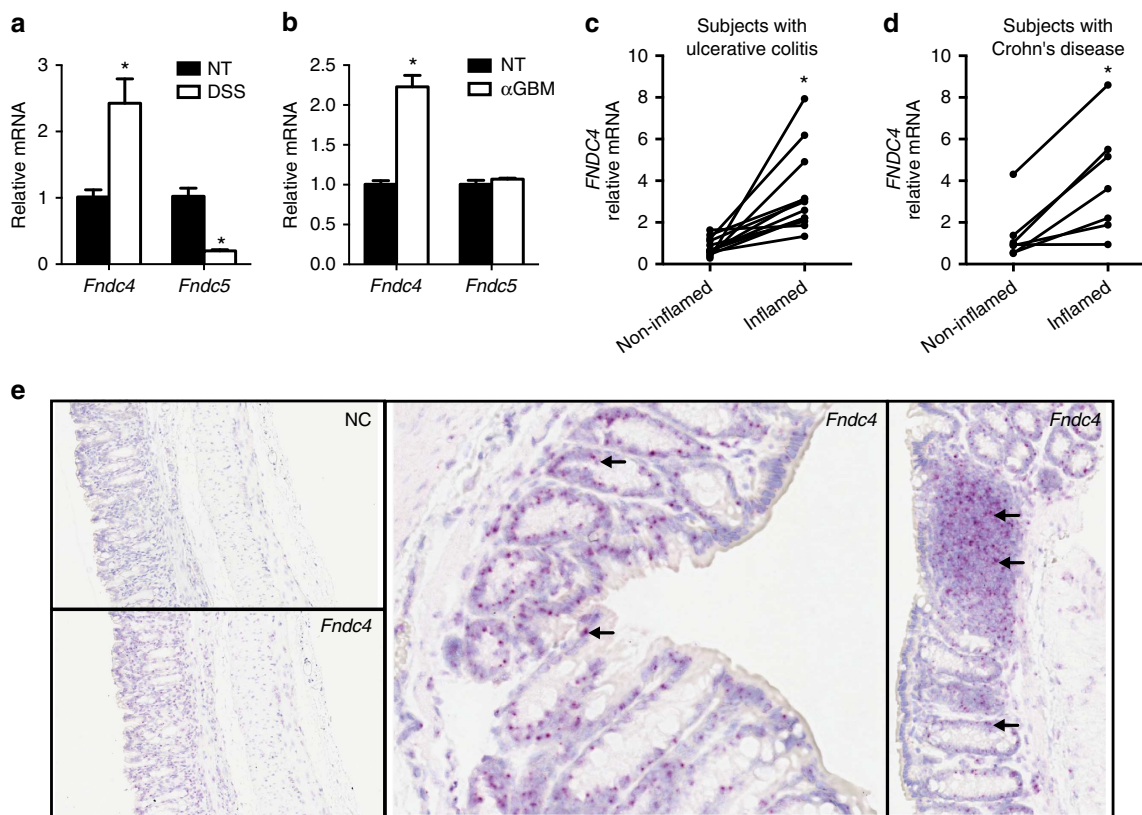 a
3
2
1
0
Relative mRNA
NT
DSS
*
*
Fndc4 Fndc5
b
2.5
2.0
1.5
1.0
0.5
0.0
Relative mRNA
NT
αGBM
*
Fndc4 Fndc5
c
Subjects with
ulcerative colitis
10
8
6
4
2
0
FNDC4
relative mRNA
*
Non-inflamed
Inflamed
d
Subjects with
Crohn's disease
10
8
6
4
2
0
FNDC4
relative mRNA
*
Non-inflamed
Inflamed
e
NC
Fndc4
Fndc4
Fndc4